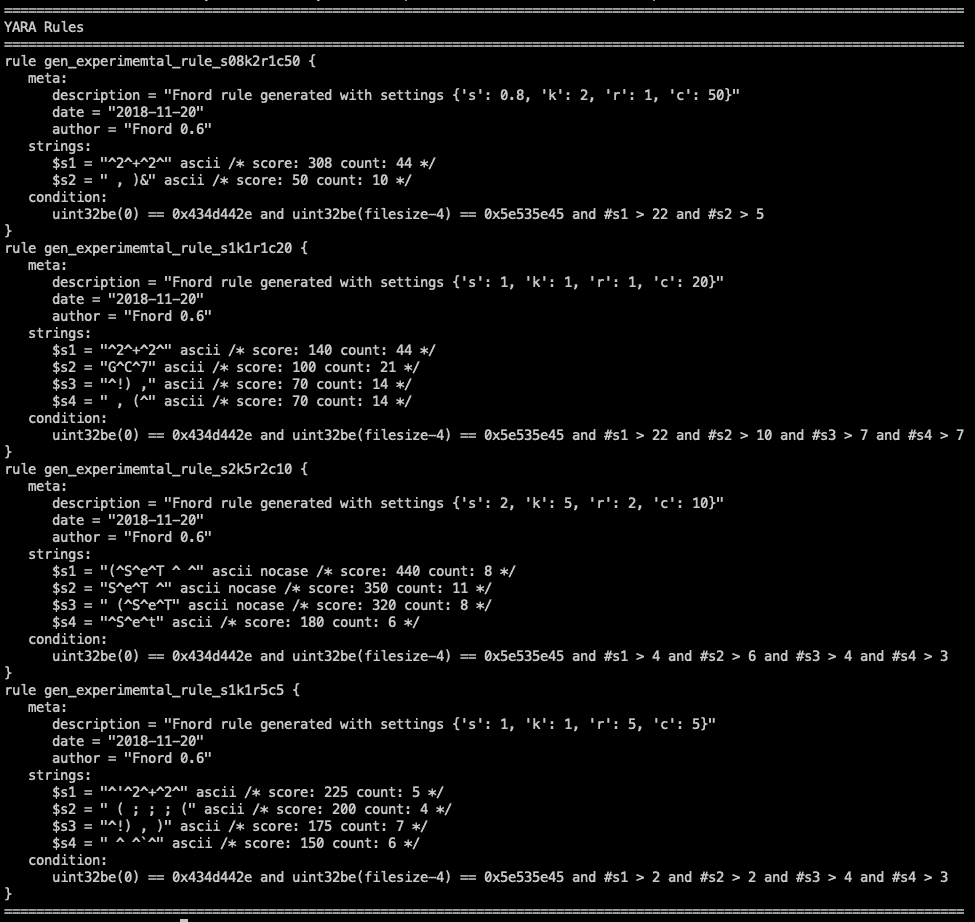 YARA Rules
rule gen_experimemtal_rule_s08k2r1c50 {
meta:
description = "Fnord rule generated with settings {'s': 0.8, 'k': 2, 'r': 1, 'c': 50}"
date = "2018-11-20"
author = "Fnord 0.6"
strings:
$s1 = "^2^+^2^" ascii /* score: 308 count: 44 */
$s2 = " , )&" ascii /* score: 50 count: 10 */
condition:
uint32be(0) == 0x434d442e and uint32be(filesize-4) == 0x5e535e45 and #s1 > 22 and #s2 > 5
}
rule gen_experimemtal_rule_s1k1r1c20 {
meta:
description = "Fnord rule generated with settings {'s': 1, 'k': 1, 'r': 1, 'c': 20}"
date = "2018-11-20"
author = "Fnord 0.6"
strings:
$s1 = "^2^+^2^" ascii /* score: 140 count: 44 */
$s2 = "G^C^7" ascii /* score: 100 count: 21 */
$s3 = "^!) ," ascii /* score: 70 count: 14 */
$s4 = " , (^" ascii /* score: 70 count: 14 */
condition:
uint32be(0) == 0x434d442e and uint32be(filesize-4) == 0x5e535e45 and #s1 > 22 and #s2 > 10 and #s3 > 7 and #s4 > 7
}
rule gen_experimemtal_rule_s2k5r2c10 {
meta:
description = "Fnord rule generated with settings {'s': 2, 'k': 5, 'r': 2, 'c': 10}"
date = "2018-11-20"
author = "Fnord 0.6"
strings:
$s1 = "(^S^e^T ^ ^" ascii nocase /* score: 440 count: 8 */
$s2 = "S^e^T ^" ascii nocase /* score: 350 count: 11 */
$s3 = " (^S^e^T" ascii nocase /* score: 320 count: 8 */
$s4 = "^S^e^t" ascii /* score: 180 count: 6 */
condition:
uint32be(0) == 0x434d442e and uint32be(filesize-4) == 0x5e535e45 and #s1 > 4 and #s2 > 6 and #s3 > 4 and #s4 > 3
}
rule gen_experimemtal_rule_s1k1r5c5 {
meta:
description = "Fnord rule generated with settings {'s': 1, 'k': 1, 'r': 5, 'c': 5}"
date = "2018-11-20"
author = "Fnord 0.6"
strings:
$s1 = "^'^2^+^2^" ascii /* score: 225 count: 5 */
$s2 = " ( ; ; ; (" ascii /* score: 200 count: 4 */
$s3 = "^!) , )" ascii /* score: 175 count: 7 */
$s4 = " ^ ^`^" ascii /* score: 150 count: 6 */
condition:
uint32be(0) == 0x434d442e and uint32be(filesize-4) == 0x5e535e45 and #s1 > 2 and #s2 > 2 and #s3 > 4 and #s4 > 3
}